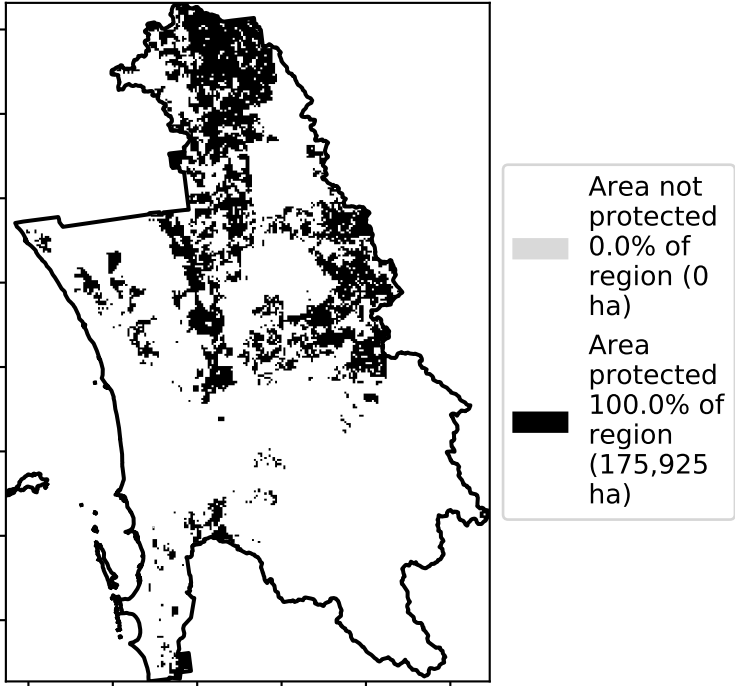 Area not
protected
0.0% of
region (0
ha)
Area
protected
100.0% of
region
(175,925
ha)